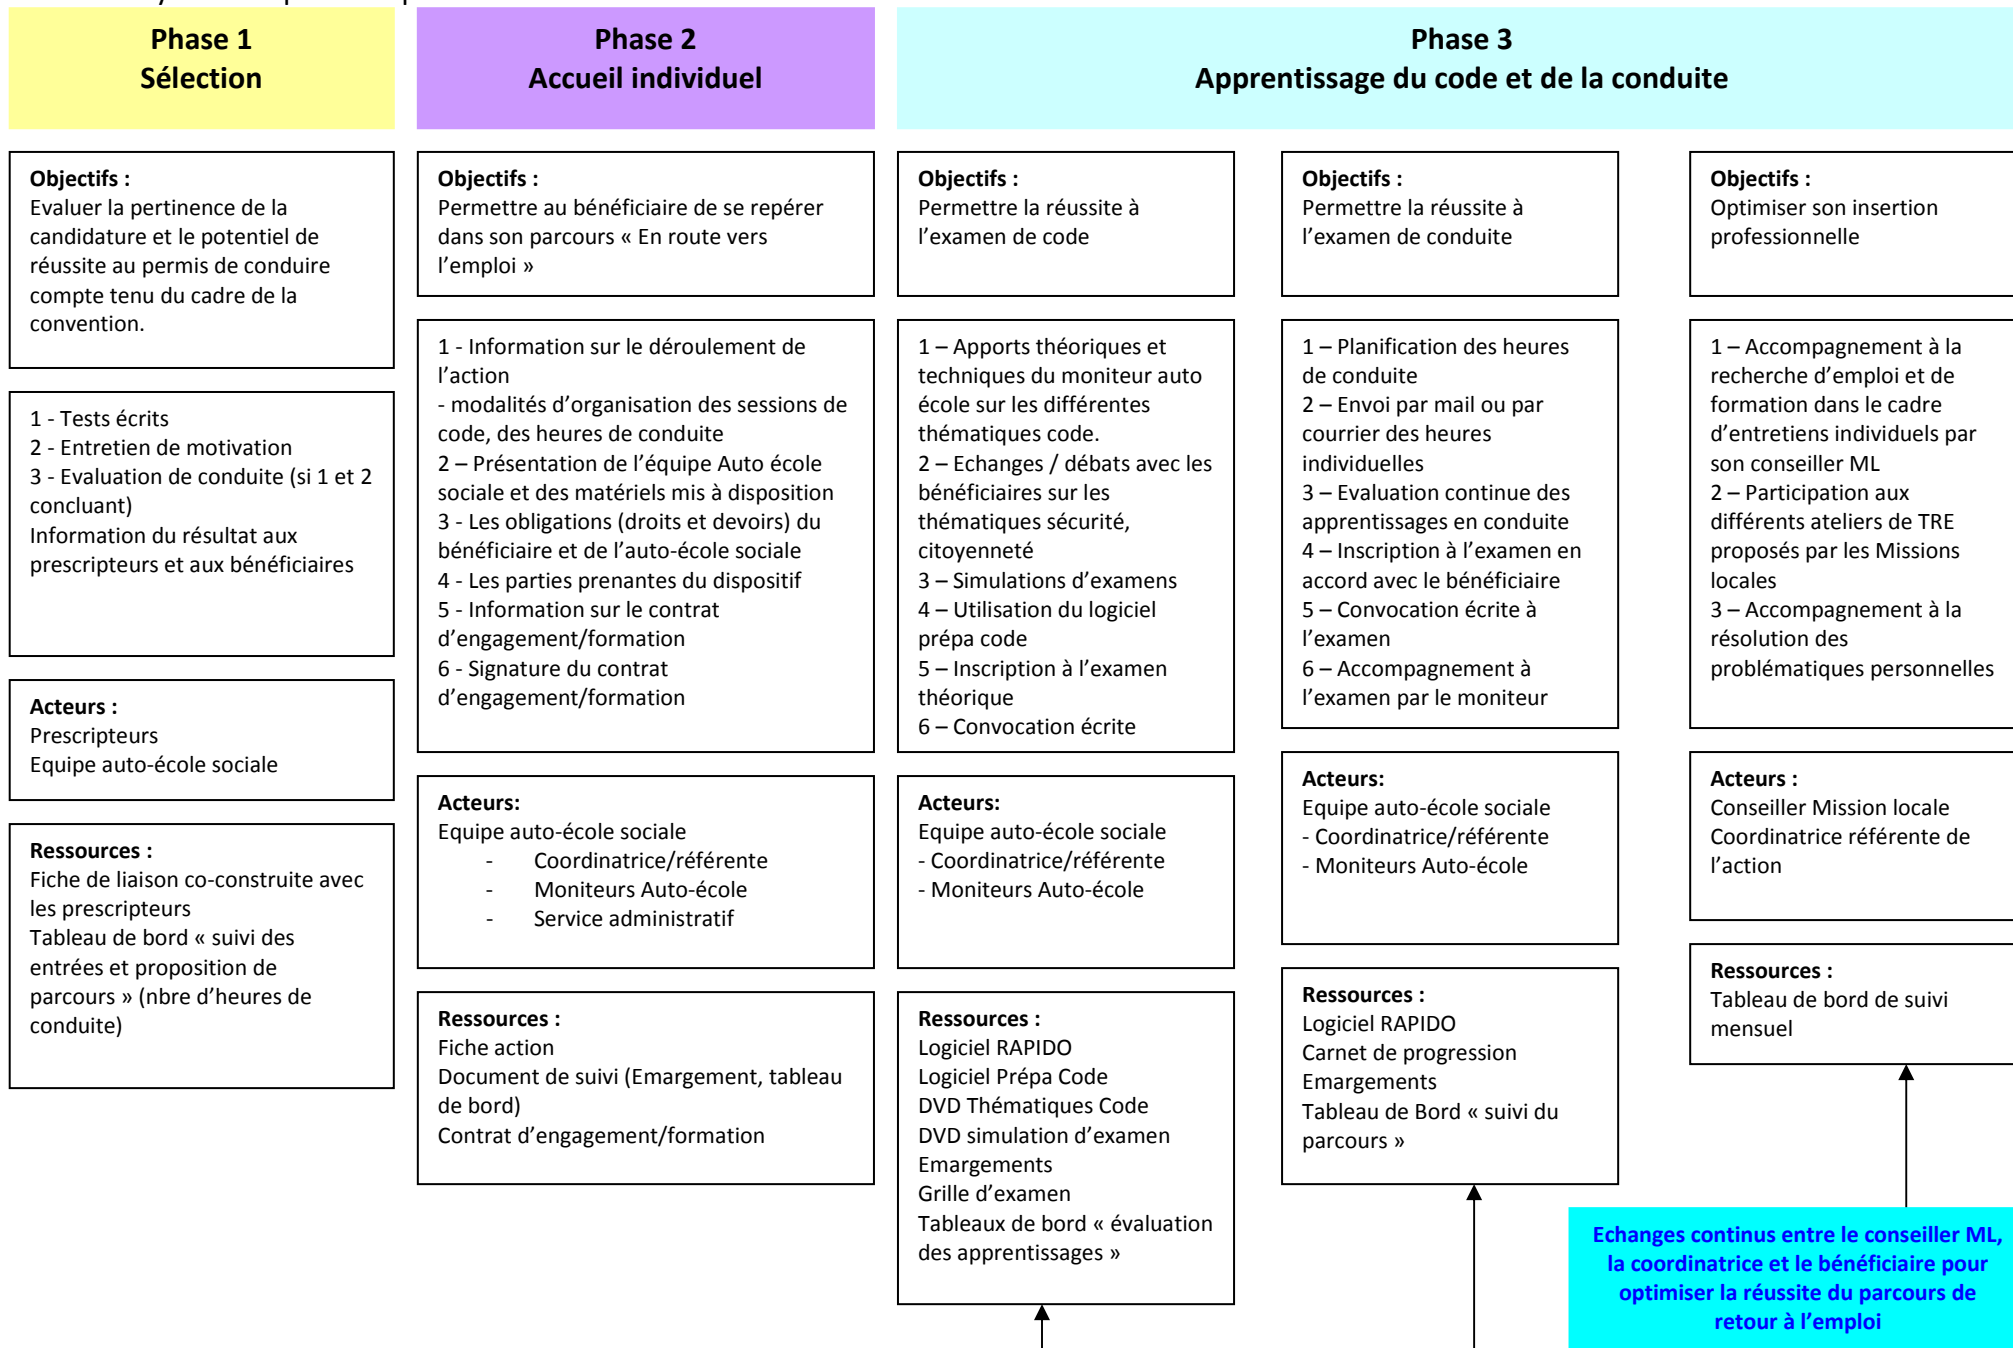 Phase 1
Sélection
Phase 2
Accueil individuel
Phase 3
Apprentissage du code et de la conduite
Objectifs :
Evaluer la pertinence de la
candidature et le potentiel de
réussite au permis de conduire
compte tenu du cadre de la
convention.
1 - Tests écrits
2 - Entretien de motivation
3 - Evaluation de conduite (si 1 et 2
concluant)
Information du résultat aux
prescripteurs et aux bénéficiaires
Acteurs :
Prescripteurs
Equipe auto-école sociale
Ressources :
Fiche de liaison co-construite avec
les prescripteurs
Tableau de bord « suivi des
entrées et proposition de
parcours » (nbre d’heures de
conduite)
Objectifs :
Permettre au bénéficiaire de se repérer
dans son parcours « En route vers
l’emploi »
1 - Information sur le déroulement de
l’action
- modalités d’organisation des sessions de
code, des heures de conduite
2 – Présentation de l’équipe Auto école
sociale et des matériels mis à disposition
3 - Les obligations (droits et devoirs) du
bénéficiaire et de l’auto-école sociale
4 - Les parties prenantes du dispositif
5 - Information sur le contrat
d’engagement/formation
6 - Signature du contrat
d’engagement/formation
Acteurs:
Equipe auto-école sociale
- Coordinatrice/référente
- Moniteurs Auto-école
- Service administratif
Ressources :
Fiche action
Document de suivi (Emargement, tableau
de bord)
Contrat d’engagement/formation
Objectifs :
Permettre la réussite à
l’examen de code
1 – Apports théoriques et
techniques du moniteur auto
école sur les différentes
thématiques code.
2 – Echanges / débats avec les
bénéficiaires sur les
thématiques sécurité,
citoyenneté
3 – Simulations d’examens
4 – Utilisation du logiciel
prépa code
5 – Inscription à l’examen
théorique
6 – Convocation écrite
Acteurs:
Equipe auto-école sociale
- Coordinatrice/référente
- Moniteurs Auto-école
Ressources :
Logiciel RAPIDO
Logiciel Prépa Code
DVD Thématiques Code
DVD simulation d’examen
Emargements
Grille d’examen
Tableaux de bord « évaluation
des apprentissages »
Objectifs :
Permettre la réussite à
l’examen de conduite
1 – Planification des heures
de conduite
2 – Envoi par mail ou par
courrier des heures
individuelles
3 – Evaluation continue des
apprentissages en conduite
4 – Inscription à l’examen en
accord avec le bénéficiaire
5 – Convocation écrite à
l’examen
6 – Accompagnement à
l’examen par le moniteur
Acteurs:
Equipe auto-école sociale
- Coordinatrice/référente
- Moniteurs Auto-école
Ressources :
Logiciel RAPIDO
Carnet de progression
Emargements
Tableau de Bord « suivi du
parcours »
Objectifs :
Optimiser son insertion
professionnelle
1 – Accompagnement à la
recherche d’emploi et de
formation dans le cadre
d’entretiens individuels par
son conseiller ML
2 – Participation aux
différents ateliers de TRE
proposés par les Missions
locales
3 – Accompagnement à la
résolution des
problématiques personnelles
Acteurs :
Conseiller Mission locale
Coordinatrice référente de
l’action
Ressources :
Tableau de bord de suivi
mensuel
Echanges continus entre le conseiller ML,
la coordinatrice et le bénéficiaire pour
optimiser la réussite du parcours de
retour à l’emploi